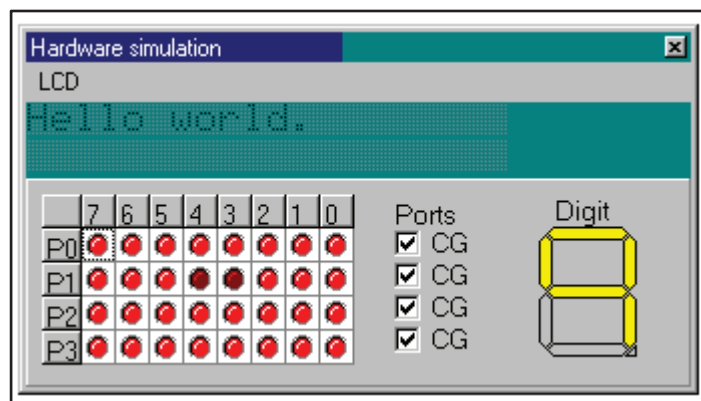 Hardware simulation
LCD
Hello world.
7 6 5 4 3 2 1 0
Ports
Digit
P0
CG
P1
CG
P2
CG
P3
CG
9